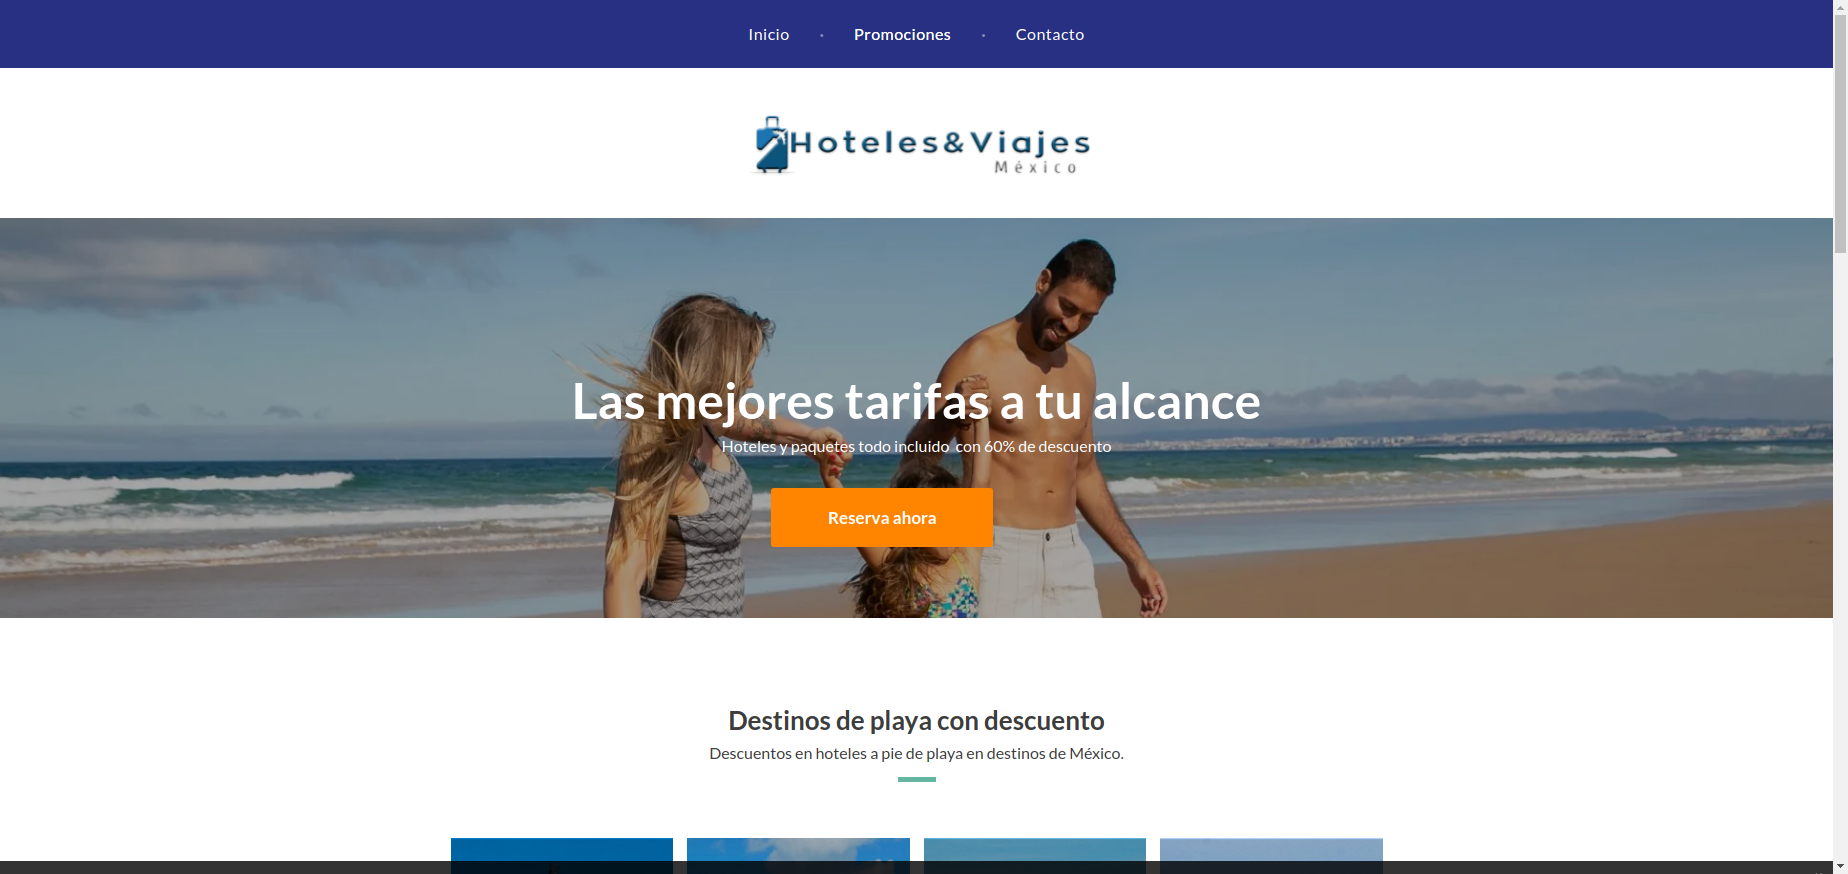 Inicio • Promociones • Contacto
Hoteles&Viajes
México
Las mejores tarifas a tu alcance
Hoteles y paquetes todo incluido con 60% de descuento
Reserva ahora
Destinos de playa con descuento
Descuentos en hoteles a pie de playa en destinos de México.